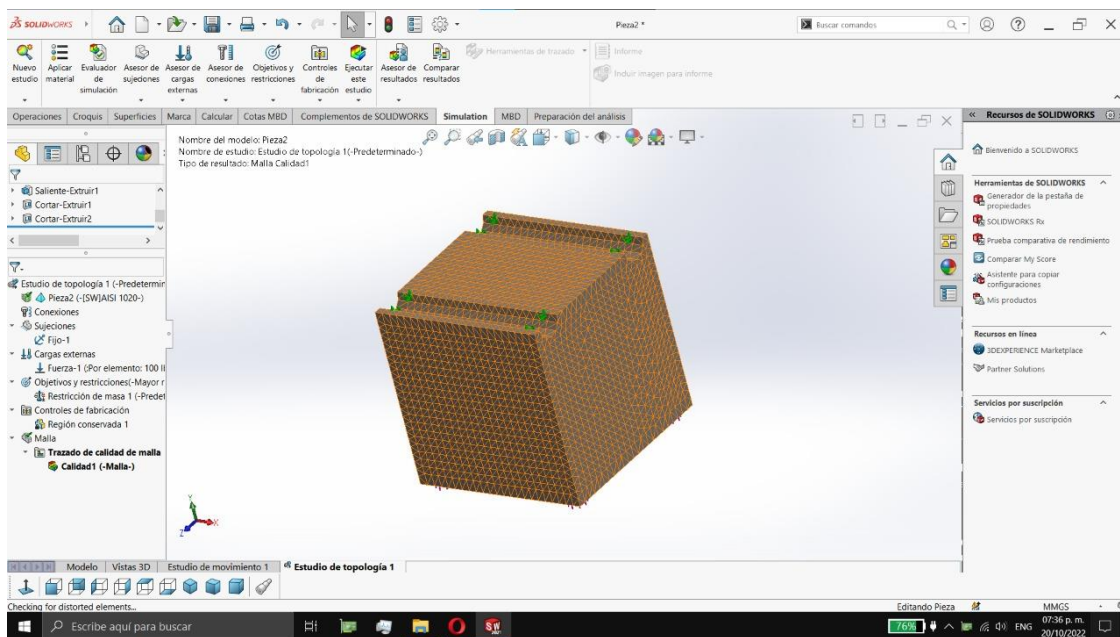 SOLIDWORKS
Pieza2 *
Buscar comandos
Nuevo estudio
Aplicar material
Evaluador de simulación
Asesor de sujeciones
Asesor de cargas externas
Asesor de conexiones
Objetivos y restricciones
Controles de fabricación
Ejecutar este estudio
Asesor de resultados
Comparar resultados
Herramientas de trazado
Informe
Incluir imagen para informe
Operaciones
Croquis
Superficies
Marca
Calcular
Cotas MBD
Complementos de SOLIDWORKS
Simulation
MBD
Preparación del análisis
Nombre del modelo: Pieza2
Nombre de estudio: Estudio de topología 1(-Predeterminado-)
Tipo de resultado: Malla Calidad1
Saliente-Extruir1
Cortar-Extruir1
Cortar-Extruir2
Estudio de topología 1 (-Predetermin
Pieza2 (-[SW]AISI 1020-)
Conexiones
Sujeciones
Fijo-1
Cargas externas
Fuerza-1 (:Por elemento: 100 
Objetivos y restricciones(-Mayor r
Restricción de masa 1 (-Predet
Controles de fabricación
Región conservada 1
Malla
Trazado de calidad de malla
Calidad1 (-Malla-)
Y
X
Z
Recursos de SOLIDWORKS
Bienvenido a SOLIDWORKS
Herramientas de SOLIDWORKS
Generador de la pestaña de propiedades
SOLIDWORKS Rx
Prueba comparativa de rendimiento
Comparar My Score
Asistente para copiar configuraciones
Mis productos
Recursos en línea
3DEXPERIENCE Marketplace
Partner Solutions
Servicios por suscripción
Servicios por suscripción
Modelo
Vistas 3D
Estudio de movimiento 1
Estudio de topología 1
Checking for distorted elements...
Editando Pieza
MMGS
Escribe aquí para buscar
76%
ENG
07:36 p. m.
20/10/2022